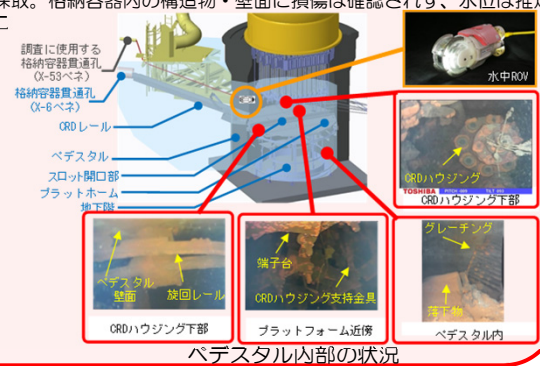 採取。格納容器内の構造物・壁面に損傷は確認されず、水位は推定
調査に使用する
格納容器貫通孔
(X-53ペネ)
格納容器貫通孔
(X-6ペネ)
CRDレール
ペデスタル
スロット開口部
プラットホーム
地下階
水中ROV
CRDハウジング
TOSHIBA
CRDハウジング下部
ペデスタル
壁面
旋回レール
CRDハウジング下部
端子台
CRDハウジング支持金具
プラットフォーム近傍
グレーチング
落下物
ペデスタル内
ペデスタル内部の状況